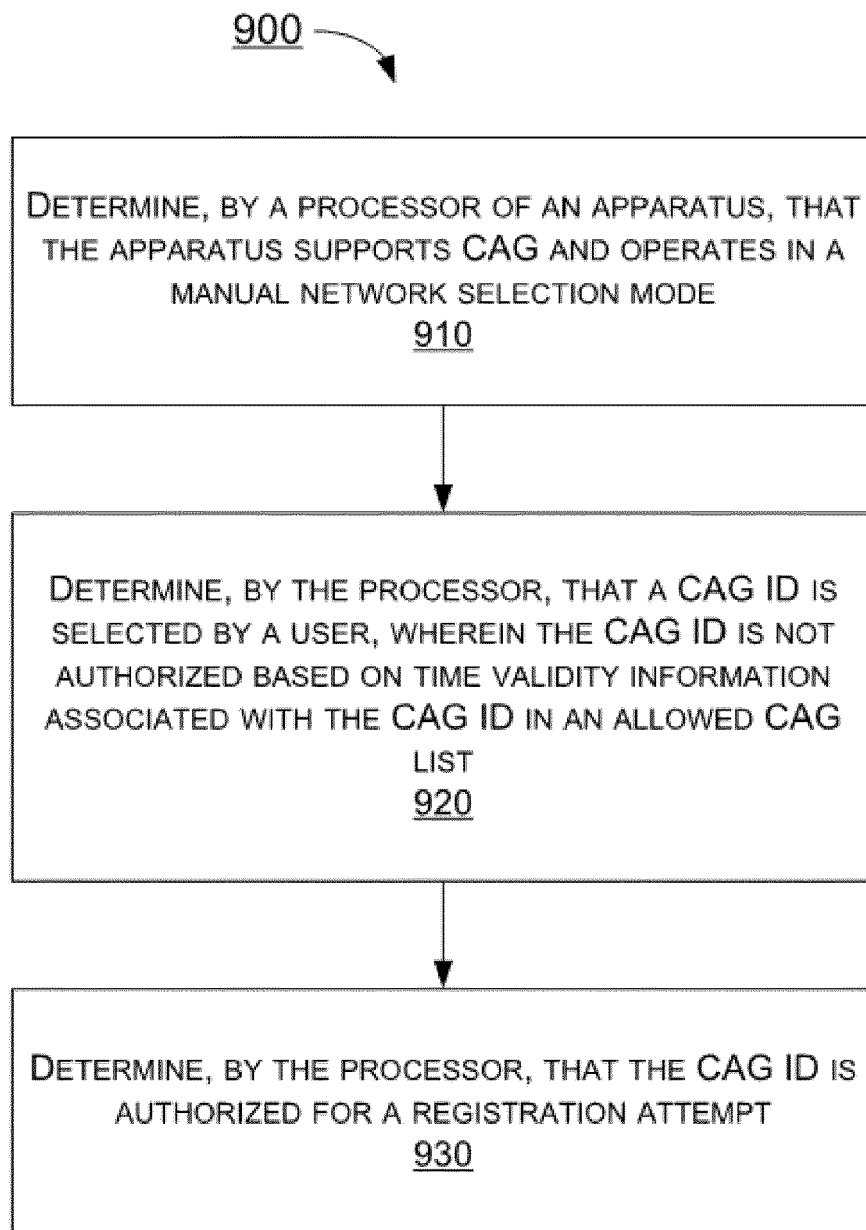 900
DETERMINE, BY A PROCESSOR OF AN APPARATUS, THAT
THE APPARATUS SUPPORTS CAG AND OPERATES IN A
MANUAL NETWORK SELECTION MODE
910
DETERMINE, BY THE PROCESSOR, THAT A CAG ID IS
SELECTED BY A USER, WHEREIN THE CAG ID IS NOT
AUTHORIZED BASED ON TIME VALIDITY INFORMATION
ASSOCIATED WITH THE CAG ID IN AN ALLOWED CAG
LIST
920
DETERMINE, BY THE PROCESSOR, THAT THE CAG ID IS
AUTHORIZED FOR A REGISTRATION ATTEMPT
930